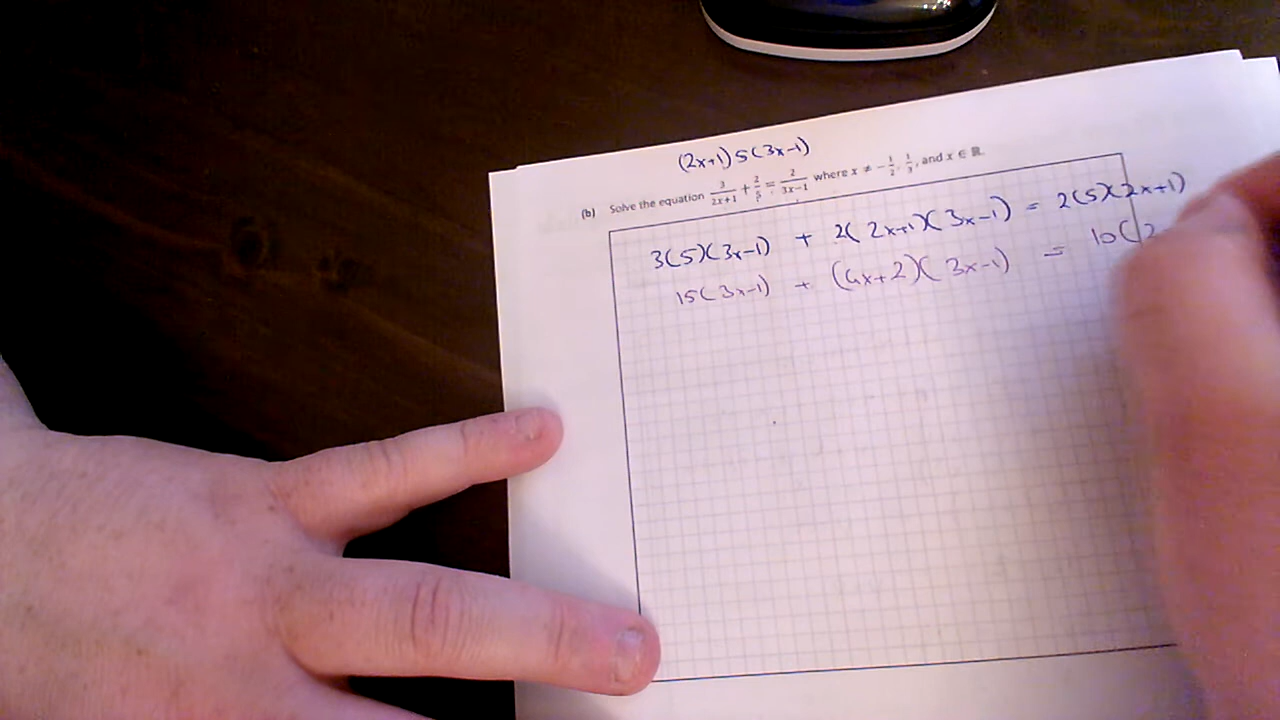 (2x+1) 5 (3x-1)
(b) Solve the equation 3/(2x+1) + 2/5 = 2/(3x-1) where x ≠ -1/2, 1/3, and x ∈ ℝ.
3(5)(3x-1) + 2(2x+1)(3x-1) = 2(5)(2x+1)
15(3x-1) + (4x+2)(3x-1) = 10(2